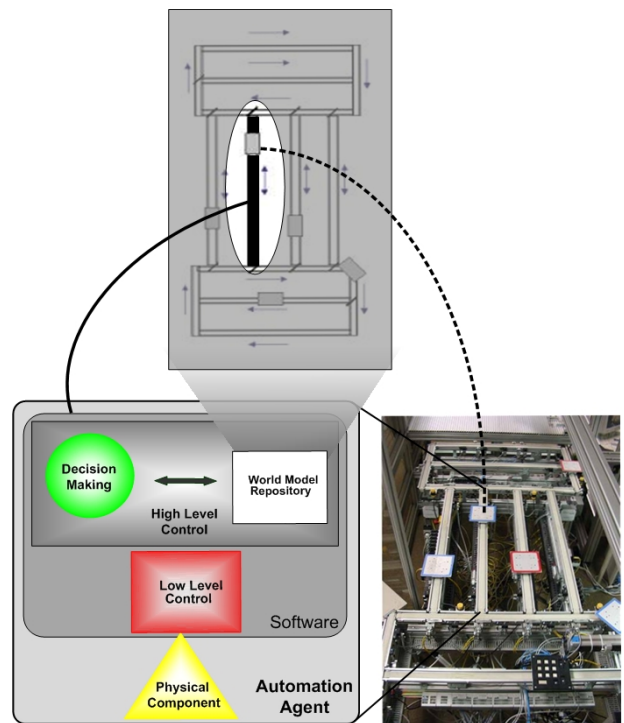 Decision
Making
World Model
Repository
High Level
Control
Low Level
Control
Software
Physical
Component
Automation
Agent